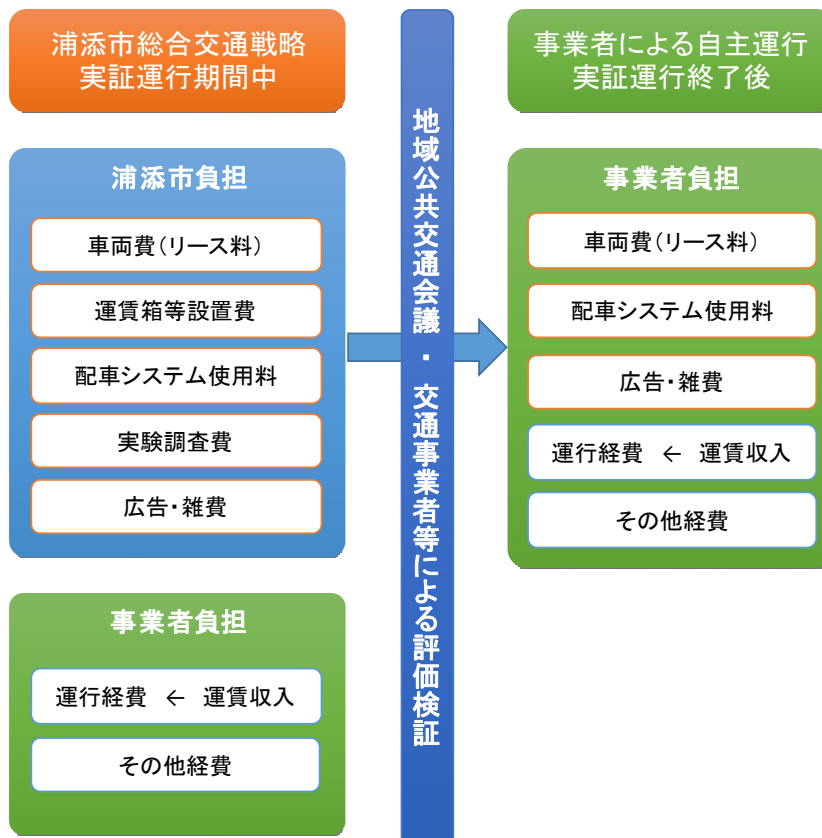 浦添市総合交通戦略
実証運行期間中
浦添市負担
車両費(リース料)
運賃箱等設置費
配車システム使用料
実験調査費
広告・雑費
事業者負担
運行経費 ← 運賃収入
その他経費
地域公共交通会議・交通事業者等による評価検証
事業者による自主運行
実証運行終了後
事業者負担
車両費(リース料)
配車システム使用料
広告・雑費
運行経費 ← 運賃収入
その他経費